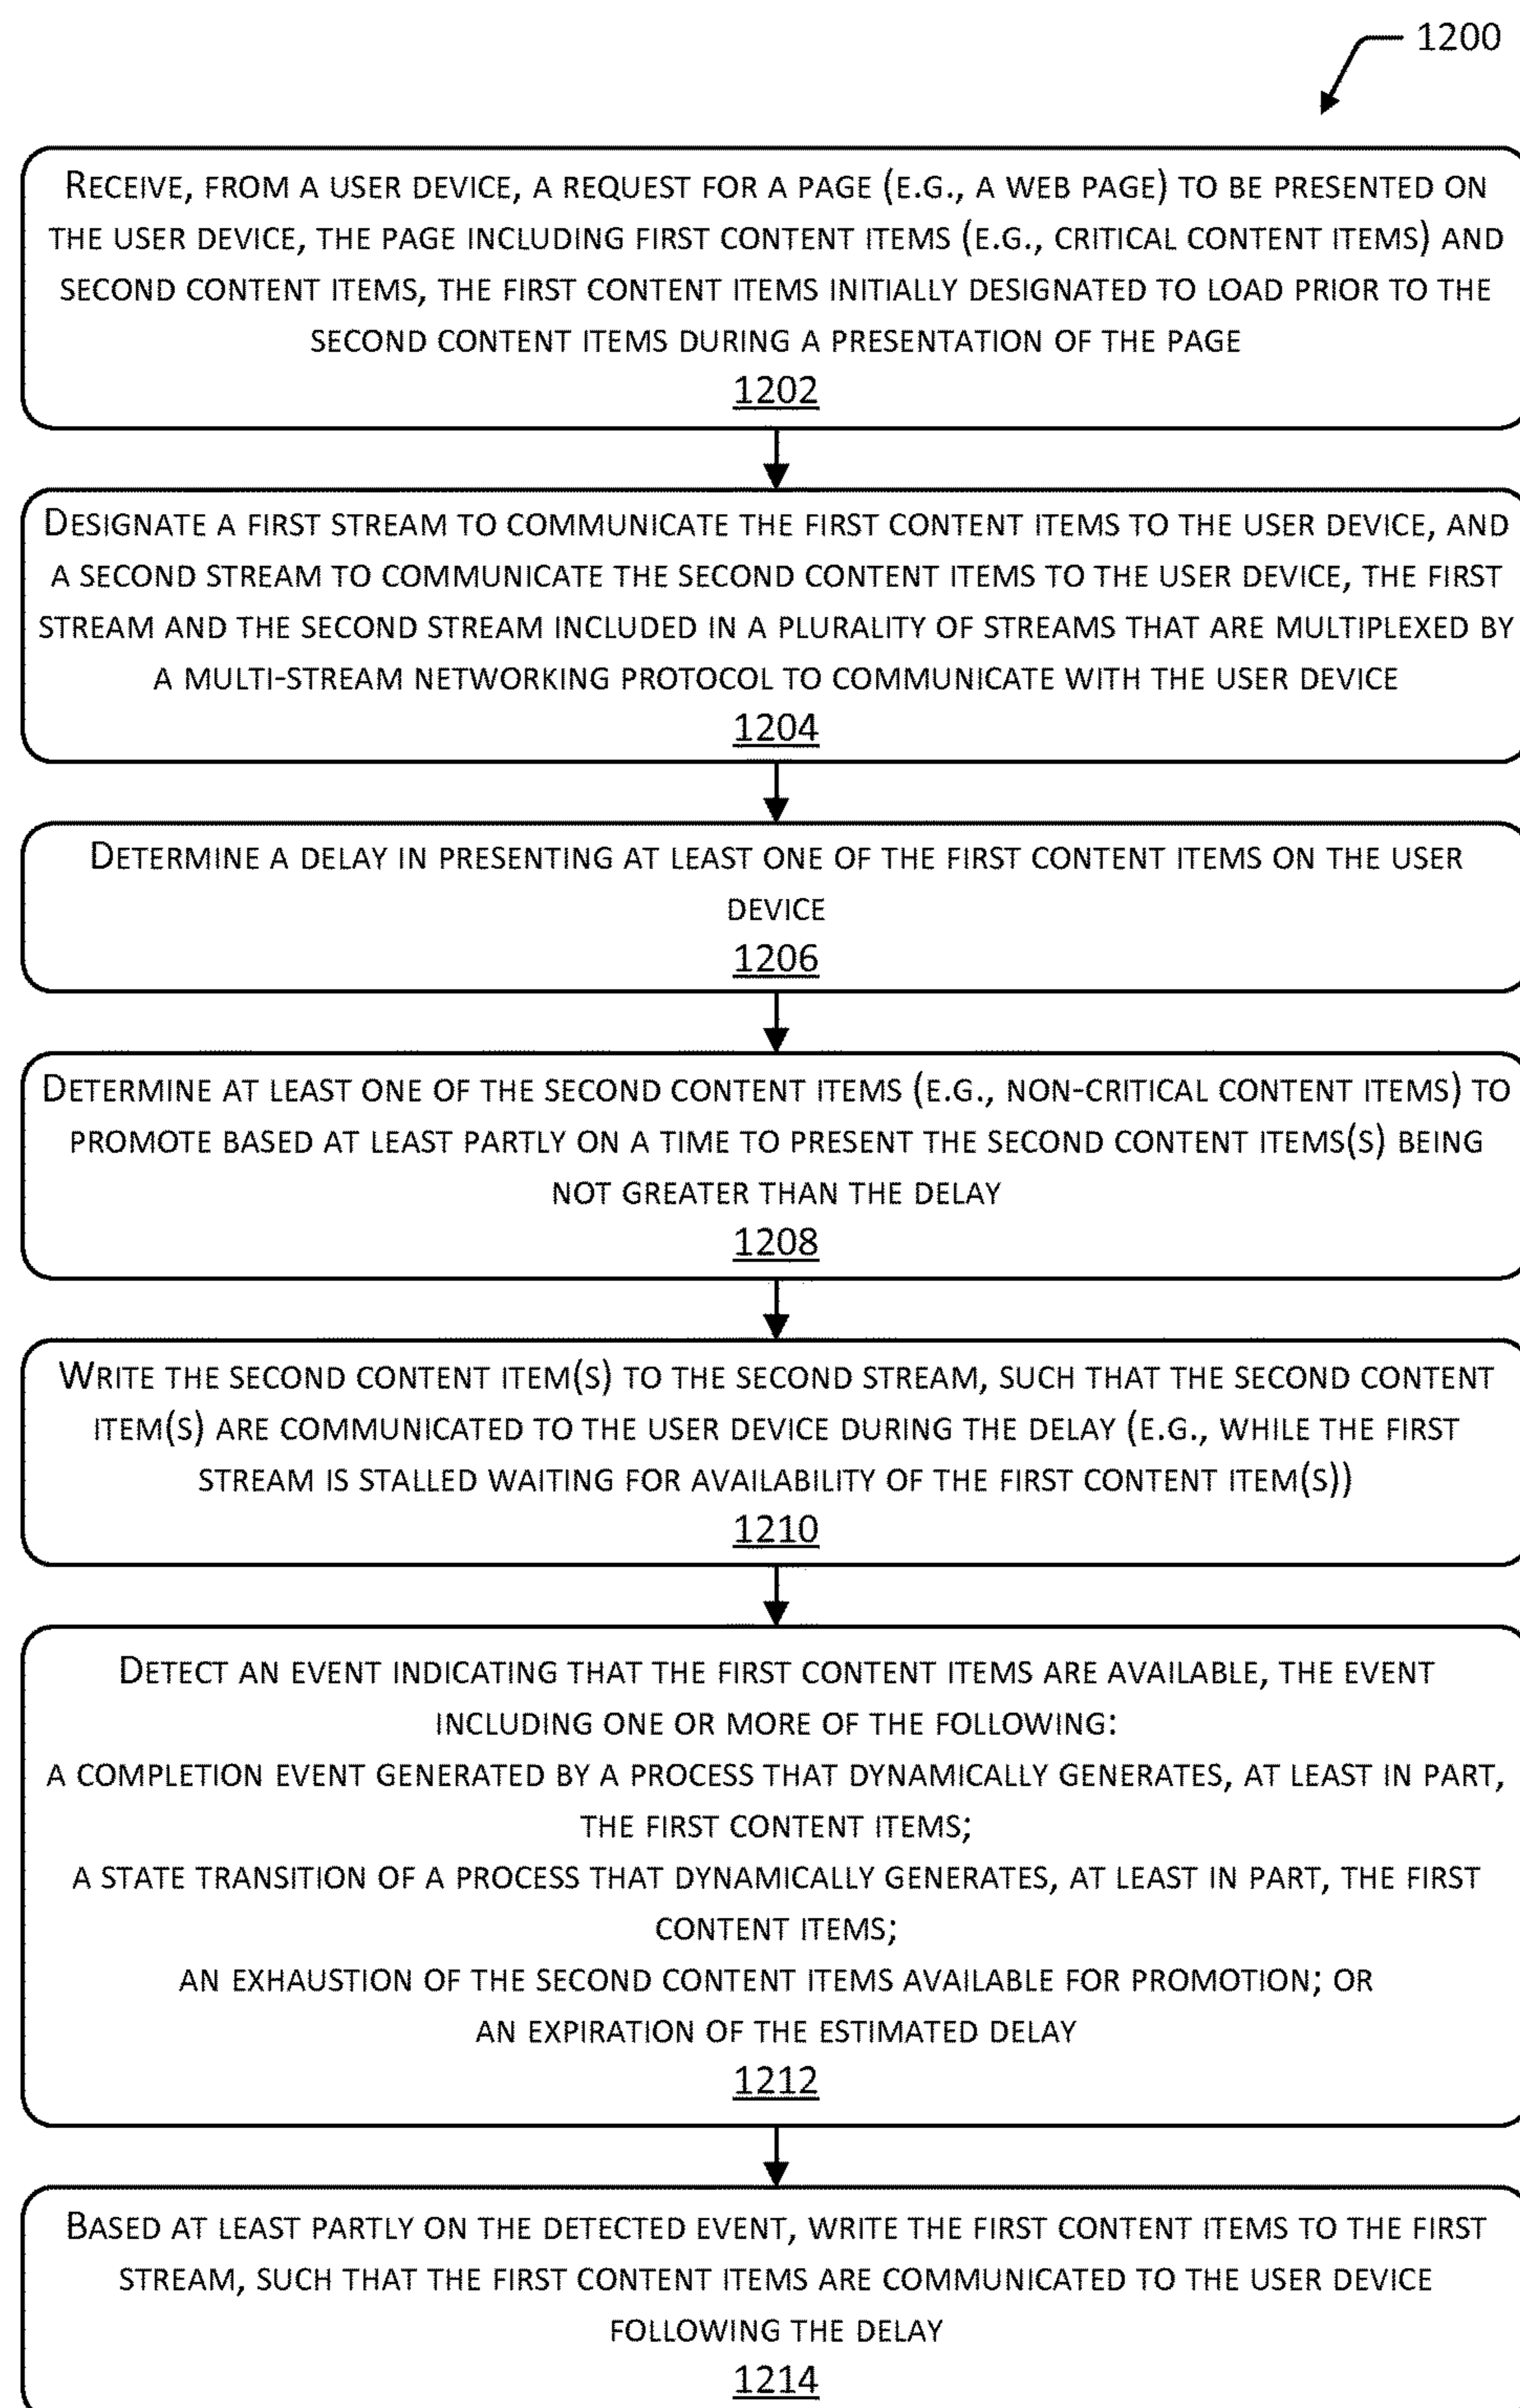 1200
RECEIVE, FROM A USER DEVICE, A REQUEST FOR A PAGE (E.G., A WEB PAGE) TO BE PRESENTED ON
THE USER DEVICE, THE PAGE INCLUDING FIRST CONTENT ITEMS (E.G., CRITICAL CONTENT ITEMS) AND
SECOND CONTENT ITEMS, THE FIRST CONTENT ITEMS INITIALLY DESIGNATED TO LOAD PRIOR TO THE
SECOND CONTENT ITEMS DURING A PRESENTATION OF THE PAGE
1202
DESIGNATE A FIRST STREAM TO COMMUNICATE THE FIRST CONTENT ITEMS TO THE USER DEVICE, AND
A SECOND STREAM TO COMMUNICATE THE SECOND CONTENT ITEMS TO THE USER DEVICE, THE FIRST
STREAM AND THE SECOND STREAM INCLUDED IN A PLURALITY OF STREAMS THAT ARE MULTIPLEXED BY
A MULTI-STREAM NETWORKING PROTOCOL TO COMMUNICATE WITH THE USER DEVICE
1204
DETERMINE A DELAY IN PRESENTING AT LEAST ONE OF THE FIRST CONTENT ITEMS ON THE USER
DEVICE
1206
DETERMINE AT LEAST ONE OF THE SECOND CONTENT ITEMS (E.G., NON-CRITICAL CONTENT ITEMS) TO
PROMOTE BASED AT LEAST PARTLY ON A TIME TO PRESENT THE SECOND CONTENT ITEMS(S) BEING
NOT GREATER THAN THE DELAY
1208
WRITE THE SECOND CONTENT ITEM(S) TO THE SECOND STREAM, SUCH THAT THE SECOND CONTENT
ITEM(S) ARE COMMUNICATED TO THE USER DEVICE DURING THE DELAY (E.G., WHILE THE FIRST
STREAM IS STALLED WAITING FOR AVAILABILITY OF THE FIRST CONTENT ITEM(S))
1210
DETECT AN EVENT INDICATING THAT THE FIRST CONTENT ITEMS ARE AVAILABLE, THE EVENT
INCLUDING ONE OR MORE OF THE FOLLOWING:
A COMPLETION EVENT GENERATED BY A PROCESS THAT DYNAMICALLY GENERATES, AT LEAST IN PART,
THE FIRST CONTENT ITEMS;
A STATE TRANSITION OF A PROCESS THAT DYNAMICALLY GENERATES, AT LEAST IN PART, THE FIRST
CONTENT ITEMS;
AN EXHAUSTION OF THE SECOND CONTENT ITEMS AVAILABLE FOR PROMOTION; OR
AN EXPIRATION OF THE ESTIMATED DELAY
1212
BASED AT LEAST PARTLY ON THE DETECTED EVENT, WRITE THE FIRST CONTENT ITEMS TO THE FIRST
STREAM, SUCH THAT THE FIRST CONTENT ITEMS ARE COMMUNICATED TO THE USER DEVICE
FOLLOWING THE DELAY
1214